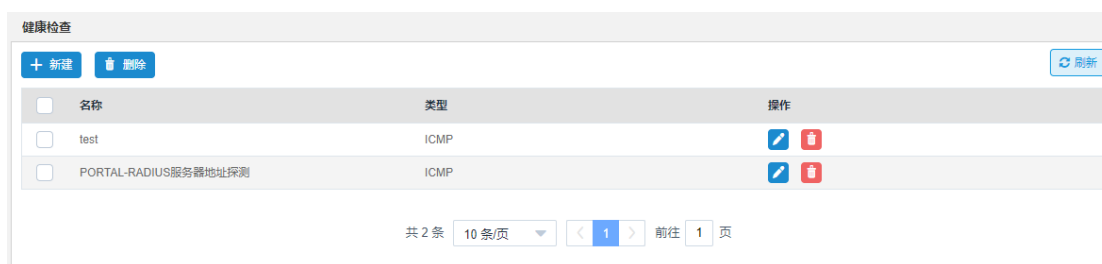 健康检查
新建 删除 刷新
名称 类型 操作
test ICMP
PORTAL-RADIUS服务器地址探测 ICMP
共 2 条 10 条/页 1 前往 1 页